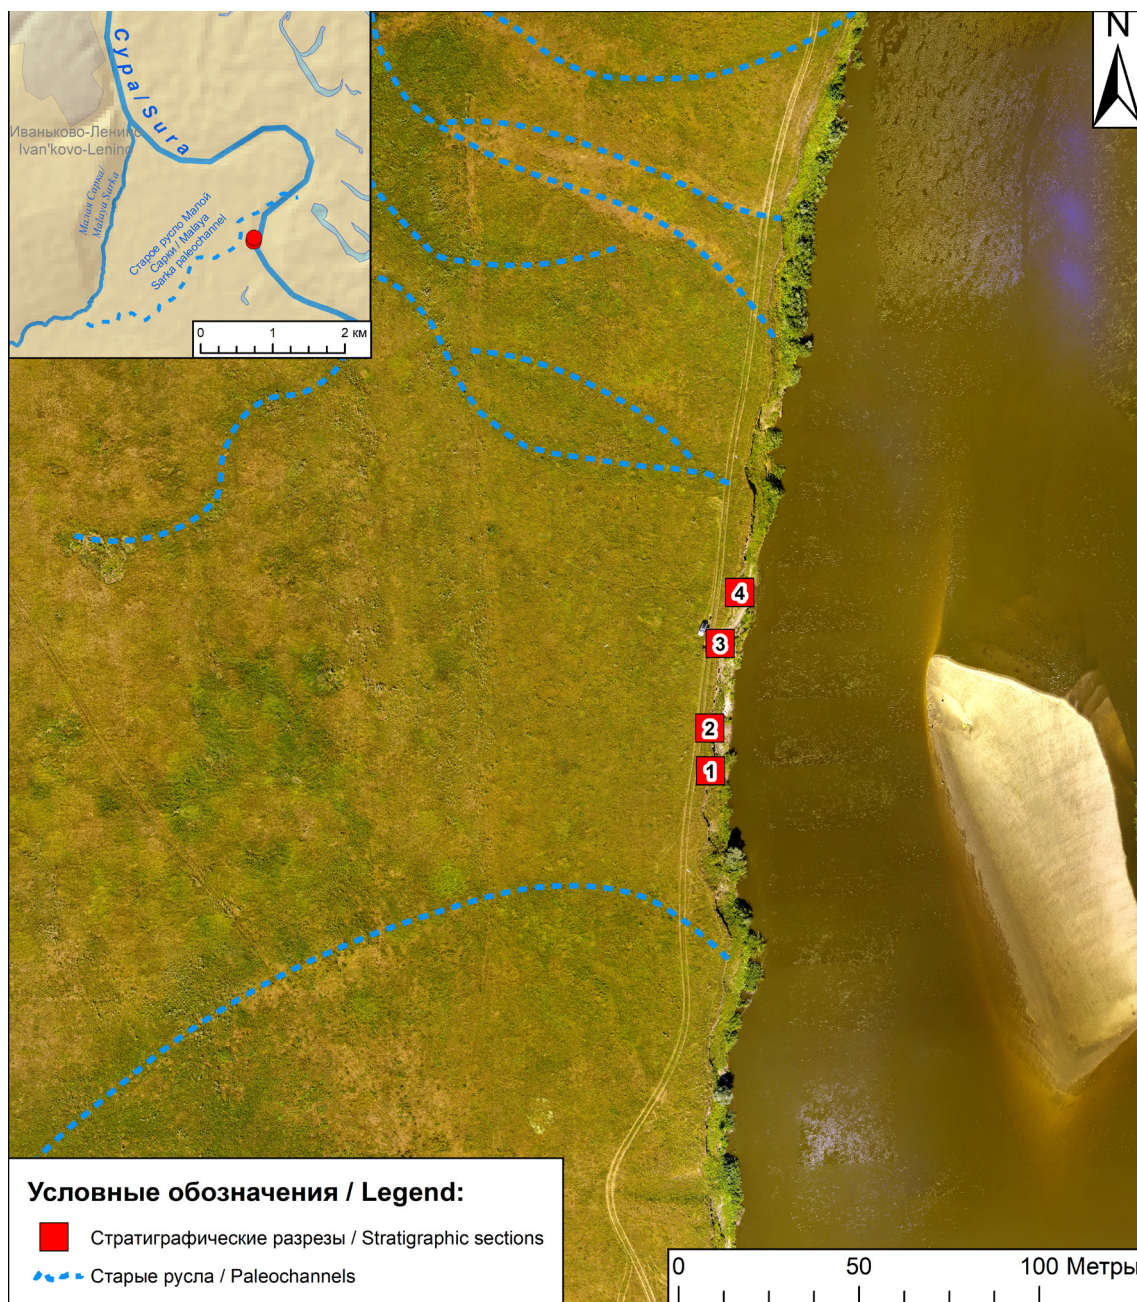 N
Сура/Sura
Иваньково-Ленино
Ivan'kovo-Lenino
Малая Сарка/
Malaya Sarka
Старое русло Малой
Сарки / Malaya
Sarka paleochannel
0 1 2 км
4
3
2
1
Условные обозначения / Legend:
Стратиграфические разрезы / Stratigraphic sections
Старые русла / Paleochannels
0 50 100 Метры